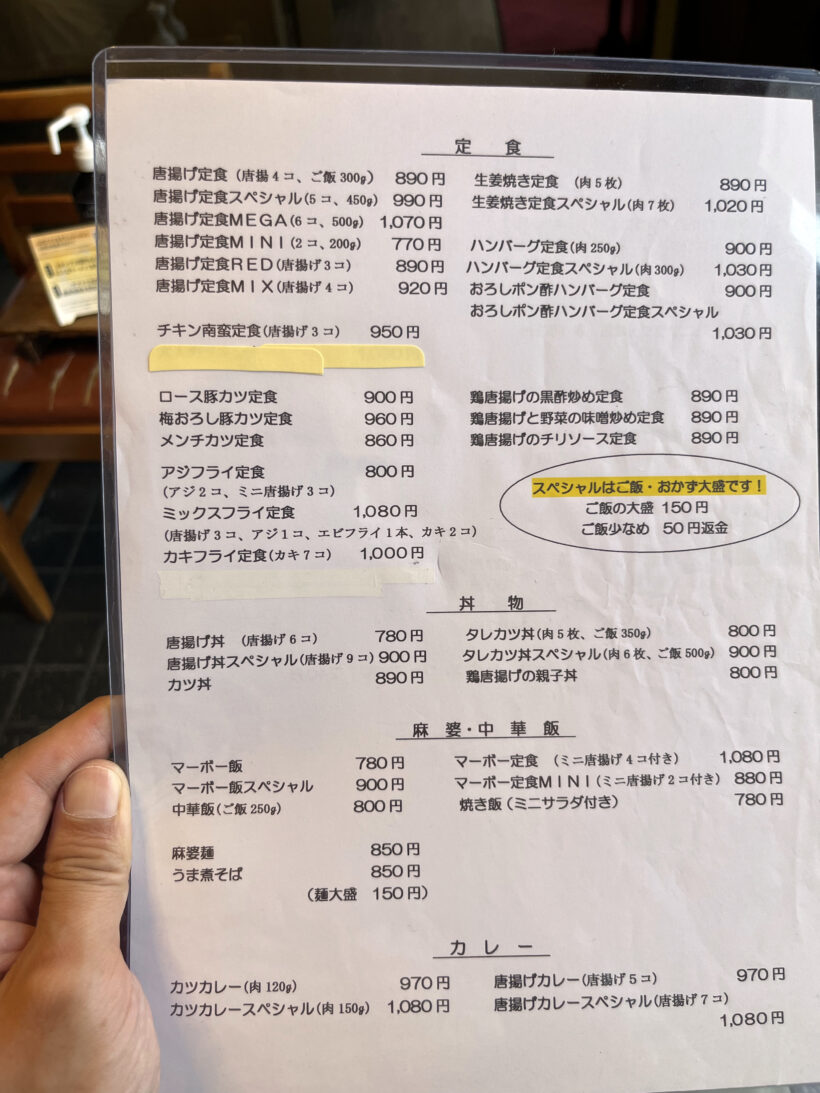 定 食
唐揚げ定食（唐揚4コ、ご飯300g） 890円
唐揚げ定食スペシャル（5コ、450g） 990円
唐揚げ定食MEGA（6コ、500g） 1,070円
唐揚げ定食MINI（2コ、200g） 770円
唐揚げ定食RED（唐揚げ3コ） 890円
唐揚げ定食MIX（唐揚げ4コ） 920円
チキン南蛮定食（唐揚げ3コ） 950円
ロース豚カツ定食 900円
梅おろし豚カツ定食 960円
メンチカツ定食 860円
アジフライ定食 800円
（アジ2コ、ミニ唐揚げ3コ）
ミックスフライ定食 1,080円
（唐揚げ3コ、アジ1コ、エビフライ1本、カキ2コ）
カキフライ定食（カキ7コ） 1,000円
生姜焼き定食 （肉5枚） 890円
生姜焼き定食スペシャル（肉7枚） 1,020円
ハンバーグ定食（肉250g） 900円
ハンバーグ定食スペシャル（肉300g） 1,030円
おろしポン酢ハンバーグ定食 900円
おろしポン酢ハンバーグ定食スペシャル
1,030円
鶏唐揚げの黒酢炒め定食 890円
鶏唐揚げと野菜の味噌炒め定食 890円
鶏唐揚げのチリソース定食 890円
スペシャルはご飯・おかず大盛です！
ご飯の大盛 150円
ご飯少なめ 50円返金
丼 物
唐揚げ丼 （唐揚げ6コ） 780円
唐揚げ丼スペシャル（唐揚げ9コ） 900円
カツ丼 890円
タレカツ丼（肉5枚、ご飯350g） 800円
タレカツ丼スペシャル（肉6枚、ご飯500g） 900円
鶏唐揚げの親子丼 800円
麻 婆・中 華 飯
マーボー飯 780円
マーボー飯スペシャル 900円
中華飯（ご飯250g） 800円
マーボー定食 （ミニ唐揚げ4コ付き） 1,080円
マーボー定食MINI（ミニ唐揚げ2コ付き） 880円
焼き飯（ミニサラダ付き） 780円
麻婆麺 850円
うま煮そば 850円
（麺大盛 150円）
カ レ ー
カツカレー（肉120g） 970円
カツカレースペシャル（肉150g） 1,080円
唐揚げカレー（唐揚げ5コ） 970円
唐揚げカレースペシャル（唐揚げ7コ）
1,080円